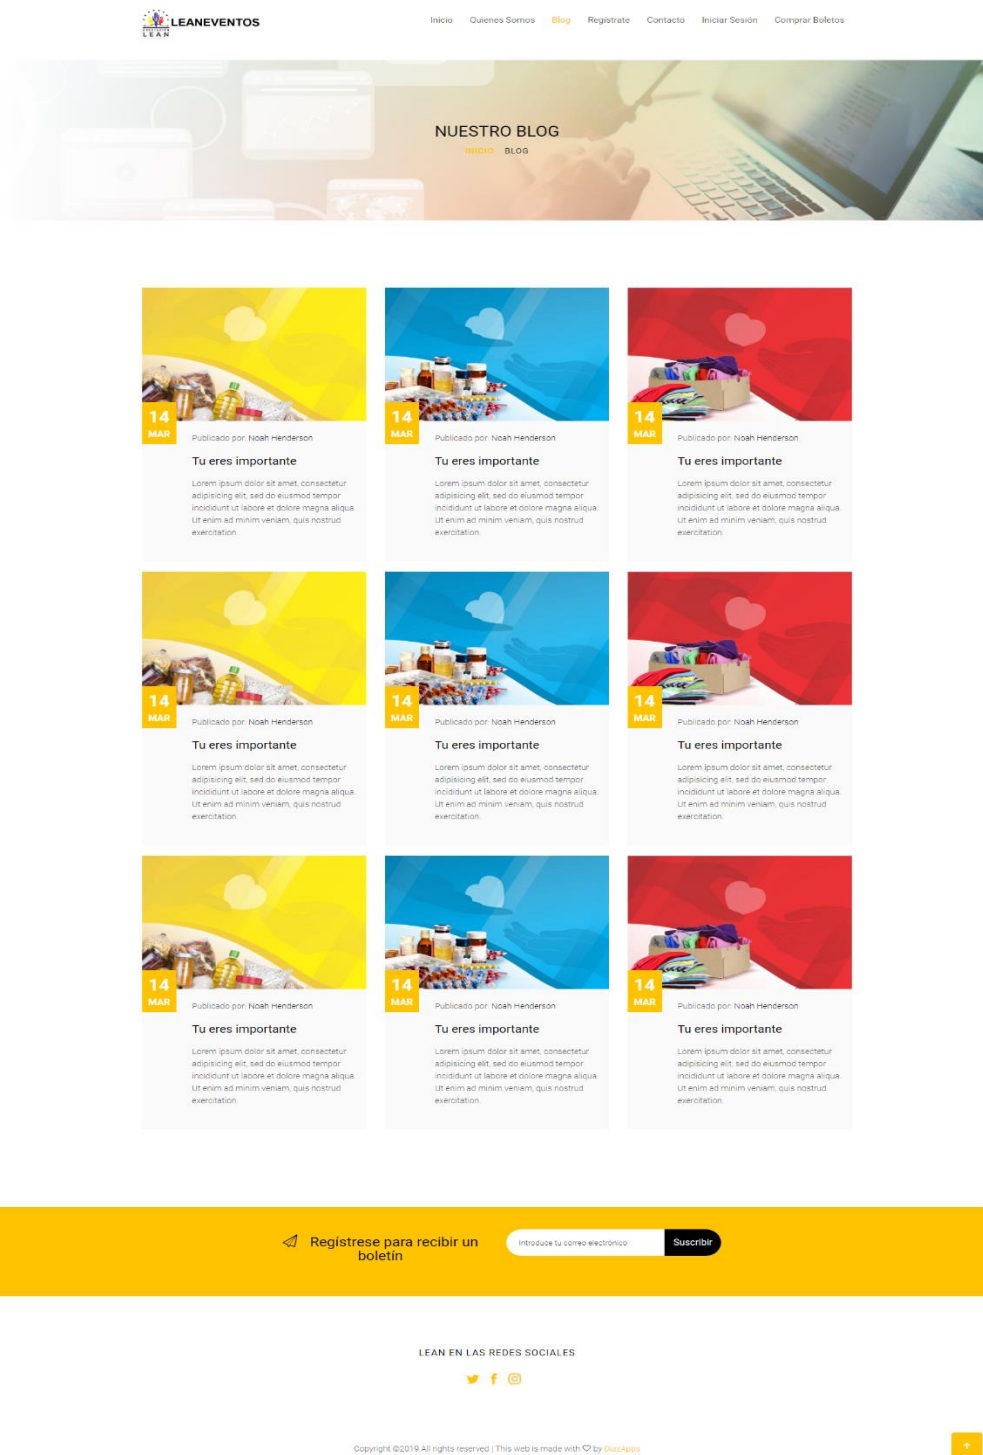 LEANEVENTOS
LEAN
Inicio Quienes Somos Blog Registrate Contacto Iniciar Sesión Comprar Boletos
NUESTRO BLOG
INICIO BLOG
14
MAR
Publicado por: Noah Henderson
Tu eres importante
Lorem ipsum dolor sit amet, consectetur
adipisicing elit, sed do eiusmod tempor
incididunt ut labore et dolore magna aliqua.
Ut enim ad minim veniam, quis nostrud
exercitation
14
MAR
Publicado por: Noah Henderson
Tu eres importante
Lorem ipsum dolor sit amet, consectetur
adipisicing elit, sed do eiusmod tempor
incididunt ut labore et dolore magna aliqua.
Ut enim ad minim veniam, quis nostrud
exercitation.
14
MAR
Publicado por: Noah Henderson
Tu eres importante
Lorem ipsum dolor sit amet, consectetur
adipisicing elit, sed do eiusmod tempor
incididunt ut labore et dolore magna aliqua.
Ut enim ad minim veniam, quis nostrud
exercitation.
14
MAR
Publicado por: Noah Henderson
Tu eres importante
Lorem ipsum dolor sit amet, consectetur
adipisicing elit, sed do eiusmod tempor
incididunt ut labore et dolore magna aliqua.
Ut enim ad minim veniam, quis nostrud
exercitation
14
MAR
Publicado por: Noah Henderson
Tu eres importante
Lorem ipsum dolor sit amet, consectetur
adipisicing elit, sed do eiusmod tempor
incididunt ut labore et dolore magna aliqua.
Ut enim ad minim veniam, quis nostrud
exercitation.
14
MAR
Publicado por: Noah Henderson
Tu eres importante
Lorem ipsum dolor sit amet, consectetur
adipisicing elit, sed do eiusmod tempor
incididunt ut labore et dolore magna aliqua.
Ut enim ad minim veniam, quis nostrud
exercitation.
14
MAR
Publicado por: Noah Henderson
Tu eres importante
Lorem ipsum dolor sit amet, consectetur
adipisicing elit, sed do eiusmod tempor
incididunt ut labore et dolore magna aliqua.
Ut enim ad minim veniam, quis nostrud
exercitation
14
MAR
Publicado por: Noah Henderson
Tu eres importante
Lorem ipsum dolor sit amet, consectetur
adipisicing elit, sed do eiusmod tempor
incididunt ut labore et dolore magna aliqua.
Ut enim ad minim veniam, quis nostrud
exercitation.
14
MAR
Publicado por: Noah Henderson
Tu eres importante
Lorem ipsum dolor sit amet, consectetur
adipisicing elit, sed do eiusmod tempor
incididunt ut labore et dolore magna aliqua.
Ut enim ad minim veniam, quis nostrud
exercitation.
Regístrese para recibir un
boletín
Introduce tu correo electrónico Suscribir
LEAN EN LAS REDES SOCIALES
Copyright ©2019 All rights reserved | This web is made with ♡ by DiazApps